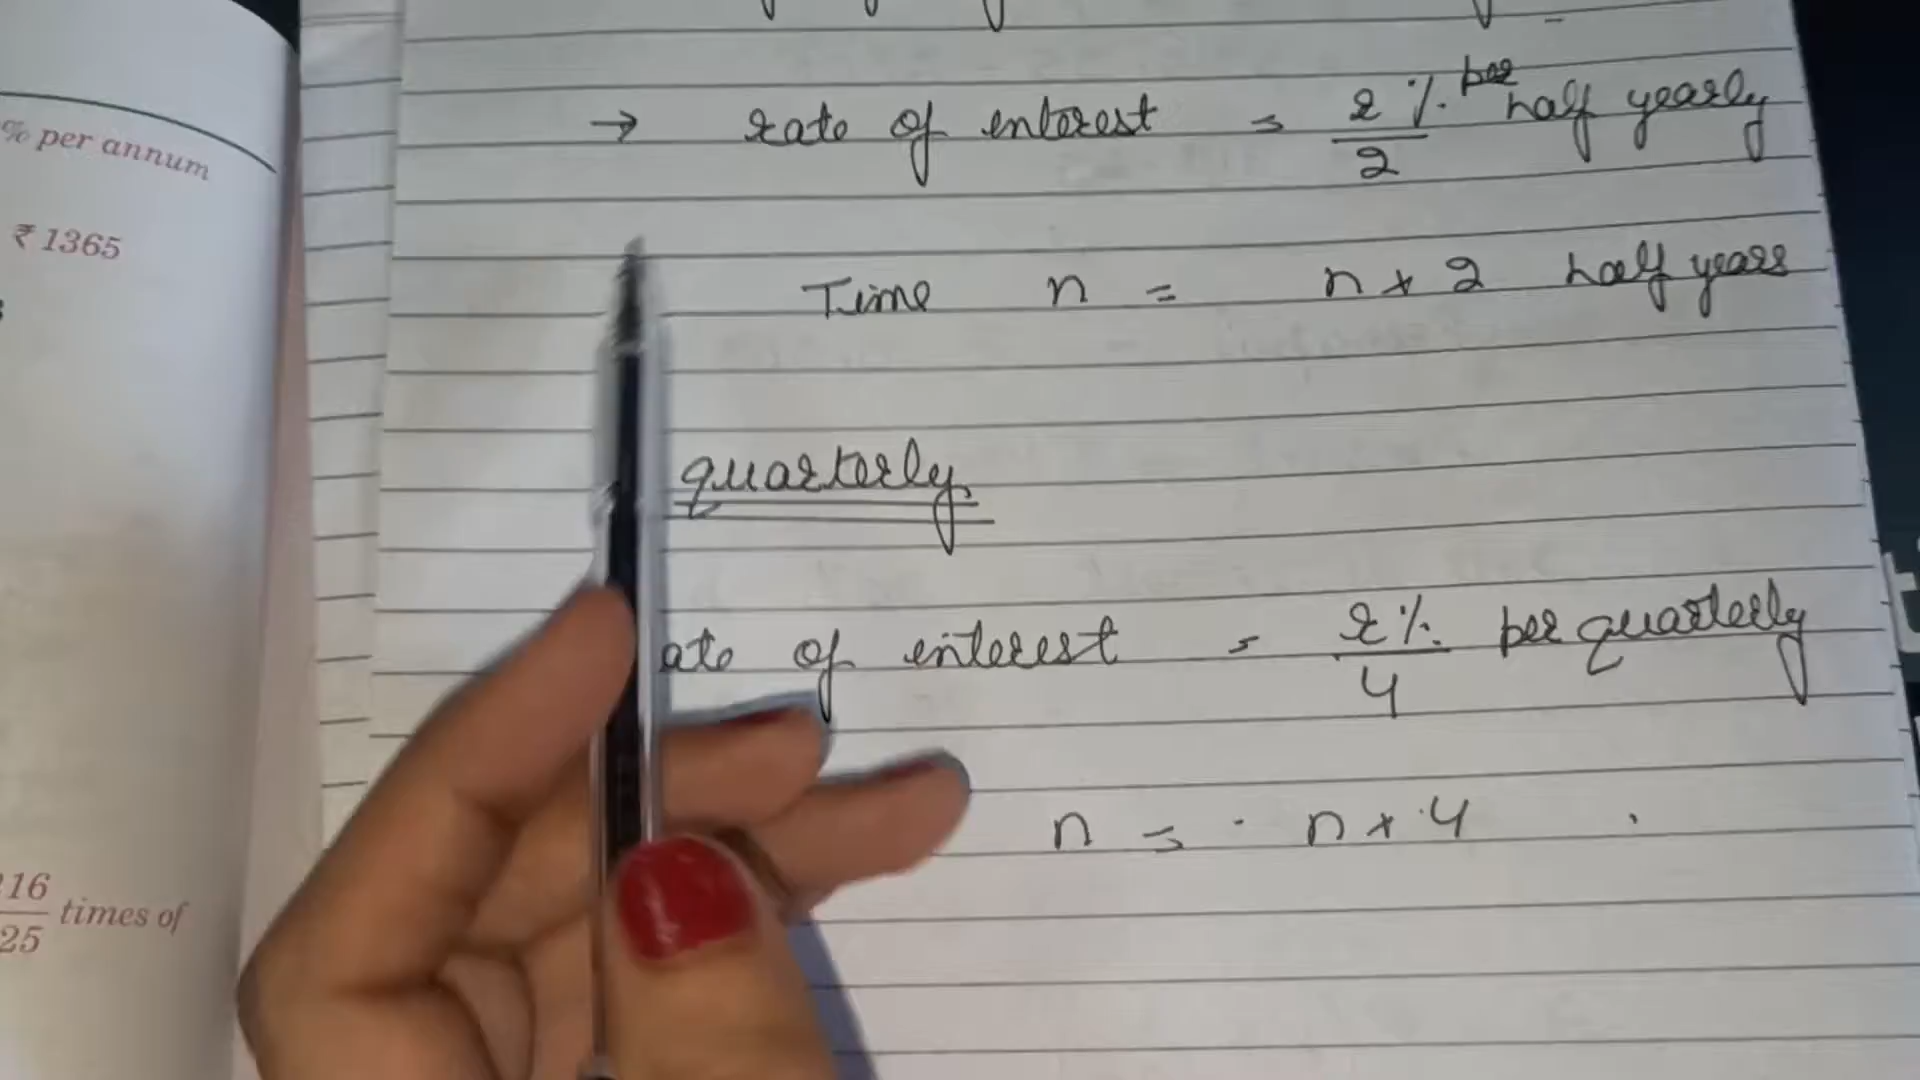 % per annum
₹ 1365
16/25 times of
→ rate of interest = r/2 % per half yearly
Time n = n × 2 half years
quarterly
ate of interest = r%/4 per quarterly
n = n × 4